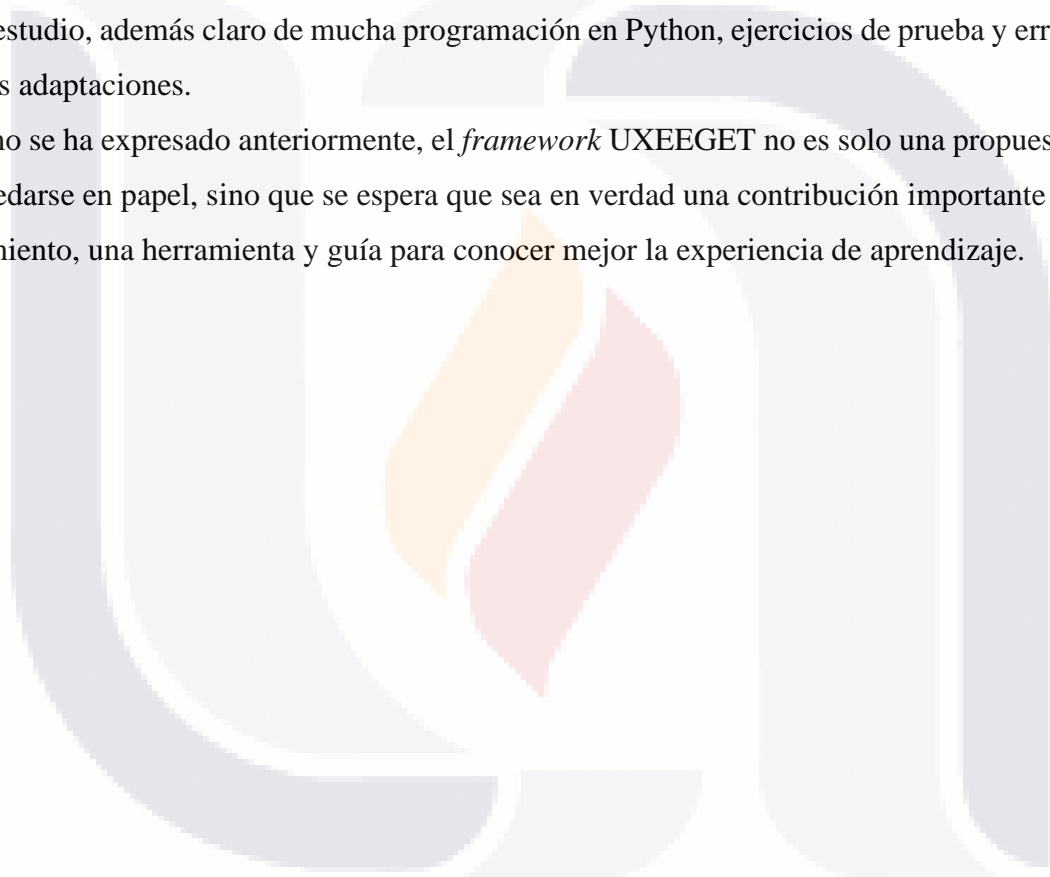 estudio, además claro de mucha programación en Python, ejercicios de prueba y err
s adaptaciones.
no se ha expresado anteriormente, el framework UXEEGET no es solo una propues
edarse en papel, sino que se espera que sea en verdad una contribución importante
niento, una herramienta y guía para conocer mejor la experiencia de aprendizaje.